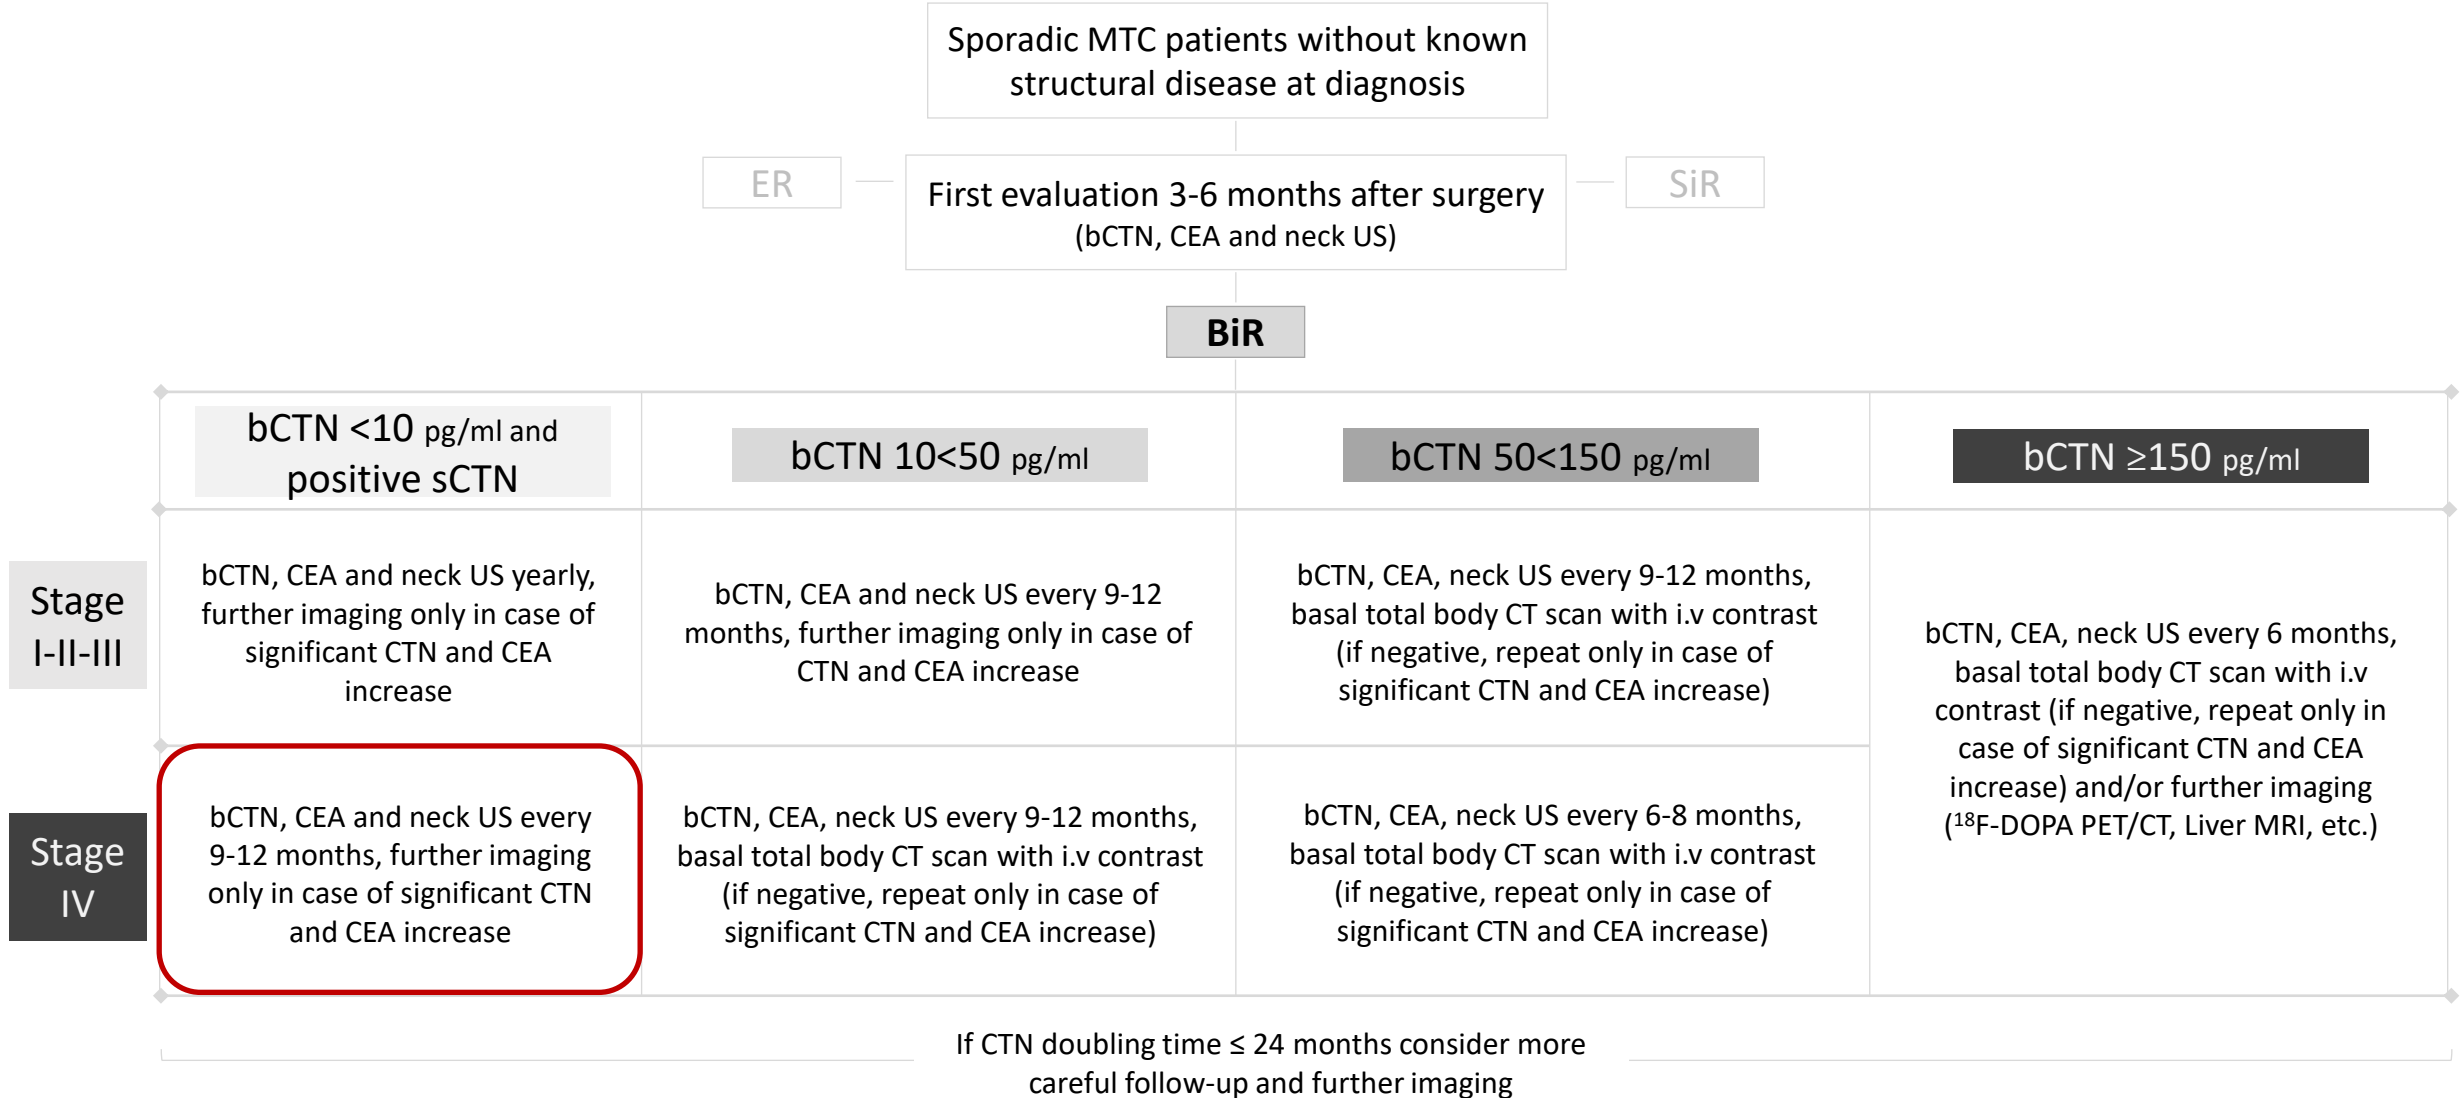 Sporadic MTC patients without known
structural disease at diagnosis
ER
First evaluation 3-6 months after surgery
(bCTN, CEA and neck US)
SiR
BiR
bCTN <10 pg/ml and
positive sCTN
bCTN 10<50 pg/ml
bCTN 50<150 pg/ml
bCTN ≥150 pg/ml
Stage
I-II-III
bCTN, CEA and neck US yearly,
further imaging only in case of
significant CTN and CEA
increase
bCTN, CEA and neck US every 9-12
months, further imaging only in case of
CTN and CEA increase
bCTN, CEA, neck US every 9-12 months,
basal total body CT scan with i.v contrast
(if negative, repeat only in case of
significant CTN and CEA increase)
bCTN, CEA, neck US every 6 months,
basal total body CT scan with i.v
contrast (if negative, repeat only in
case of significant CTN and CEA
increase) and/or further imaging
(¹⁸F-DOPA PET/CT, Liver MRI, etc.)
Stage
IV
bCTN, CEA and neck US every
9-12 months, further imaging
only in case of significant CTN
and CEA increase
bCTN, CEA, neck US every 9-12 months,
basal total body CT scan with i.v contrast
(if negative, repeat only in case of
significant CTN and CEA increase)
bCTN, CEA, neck US every 6-8 months,
basal total body CT scan with i.v contrast
(if negative, repeat only in case of
significant CTN and CEA increase)
If CTN doubling time ≤ 24 months consider more
careful follow-up and further imaging